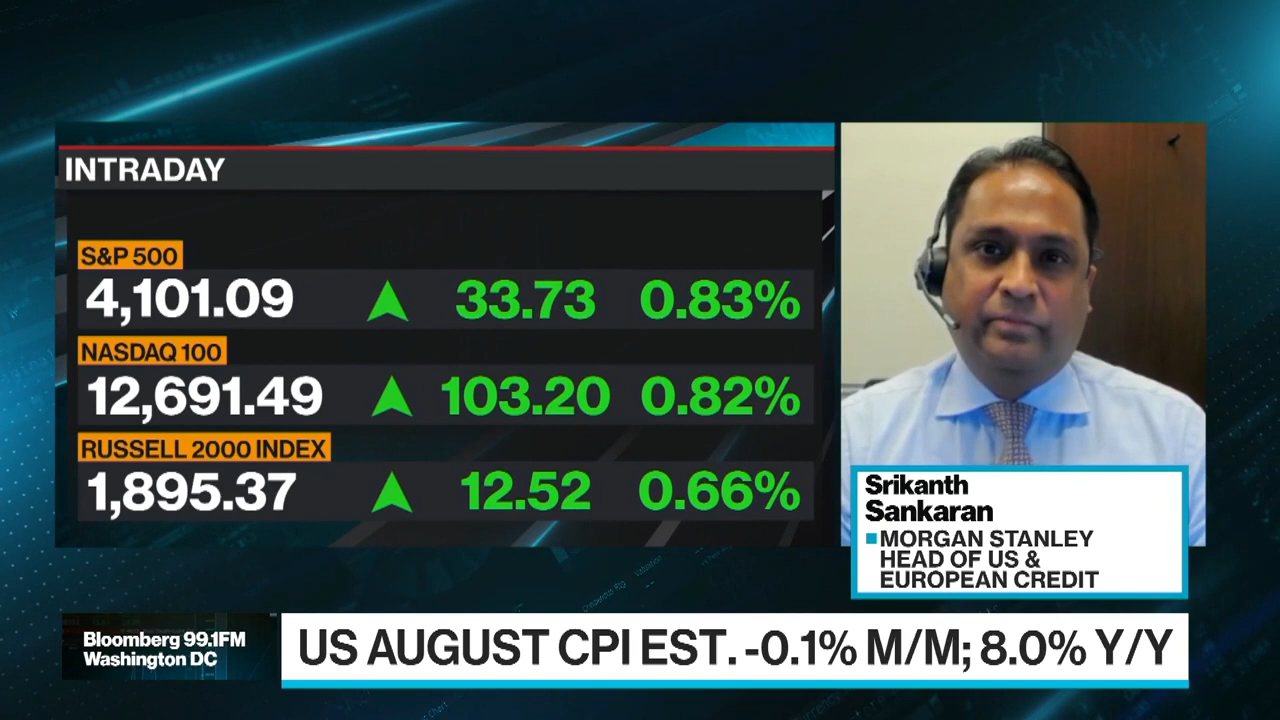 INTRADAY
S&P 500
4,101.09 ▲ 33.73 0.83%
NASDAQ 100
12,691.49 ▲ 103.20 0.82%
RUSSELL 2000 INDEX
1,895.37 ▲ 12.52 0.66%
Srikanth
Sankaran
MORGAN STANLEY
HEAD OF US &
EUROPEAN CREDIT
Bloomberg 99.1FM
Washington DC
US AUGUST CPI EST. -0.1% M/M; 8.0% Y/Y